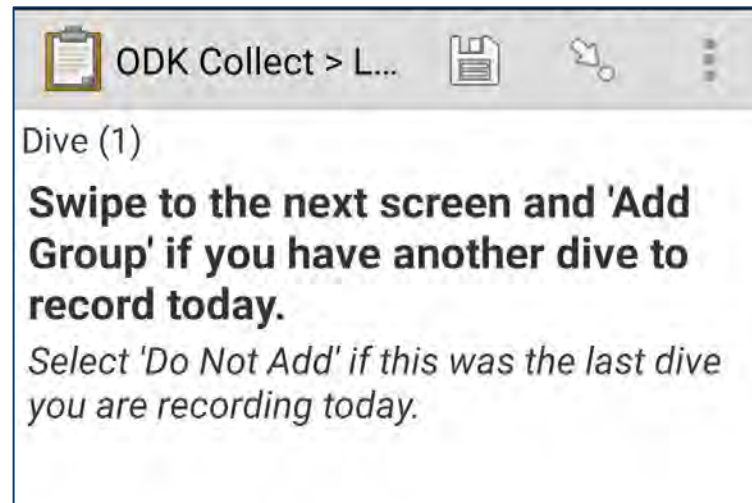 ODK Collect > L...
Dive (1)
Swipe to the next screen and 'Add
Group' if you have another dive to
record today.
Select 'Do Not Add' if this was the last dive
you are recording today.